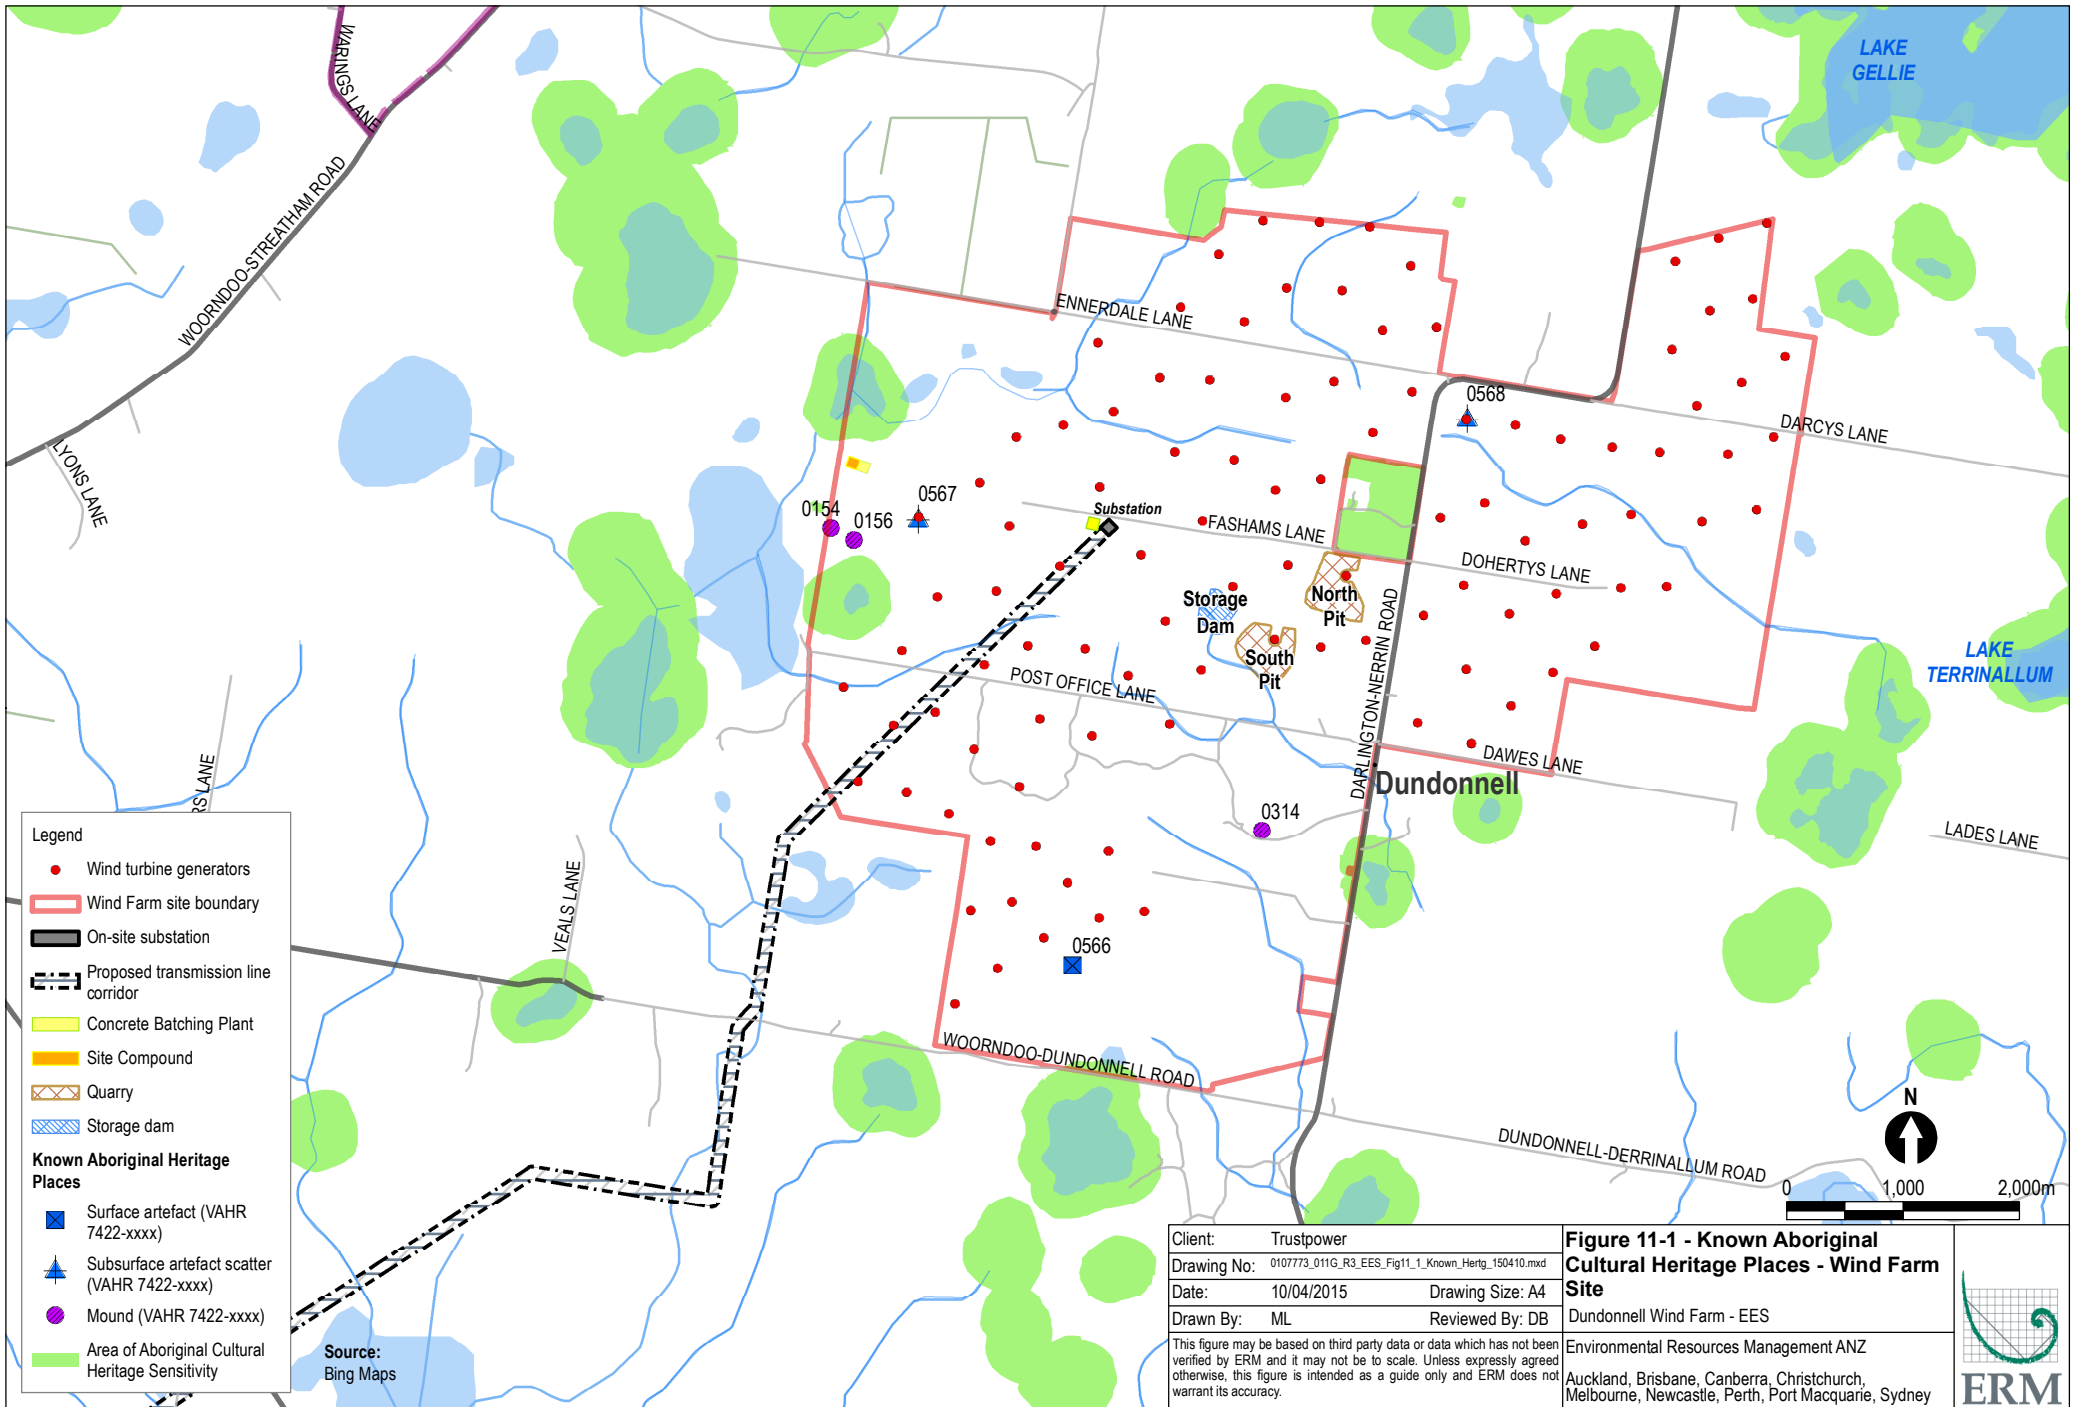 LAKE
GELLIE
WARINGS LANE
WOORNDOO-STREATHAM ROAD
ENNERDALE LANE
0568
DARCYS LANE
LYONS LANE
0154
0156
0567
Substation
FASHAMS LANE
DOHERTYS LANE
Storage
Dam
North
Pit
South
Pit
DARLINGTON-NERRIN ROAD
LAKE
TERRINALLUM
POST OFFICE LANE
DAWES LANE
Dundonnell
0314
RS LANE
LADES LANE
VEALS LANE
0566
WOORNDOO-DUNDONNELL ROAD
DUNDONNELL-DERRINALLUM ROAD
N
0 1,000 2,000m
Legend
Wind turbine generators
Wind Farm site boundary
On-site substation
Proposed transmission line
corridor
Concrete Batching Plant
Site Compound
Quarry
Storage dam
Known Aboriginal Heritage
Places
Surface artefact (VAHR
7422-xxxx)
Subsurface artefact scatter
(VAHR 7422-xxxx)
Mound (VAHR 7422-xxxx)
Area of Aboriginal Cultural
Heritage Sensitivity
Source:
Bing Maps
Client: Trustpower
Drawing No: 0107773_011G_R3_EES_Fig11_1_Known_Hertg_150410.mxd
Date: 10/04/2015 Drawing Size: A4
Drawn By: ML Reviewed By: DB
This figure may be based on third party data or data which has not been
verified by ERM and it may not be to scale. Unless expressly agreed
otherwise, this figure is intended as a guide only and ERM does not
warrant its accuracy.
Figure 11-1 - Known Aboriginal
Cultural Heritage Places - Wind Farm
Site
Dundonnell Wind Farm - EES
Environmental Resources Management ANZ
Auckland, Brisbane, Canberra, Christchurch,
Melbourne, Newcastle, Perth, Port Macquarie, Sydney
ERM